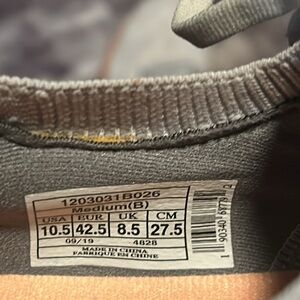 1203031B026
Medium(B)
USA EUR UK CM
10.5 42.5 8.5 27.5
09/19 4828
MADE IN CHINA
FABRIQUE EN CHINE